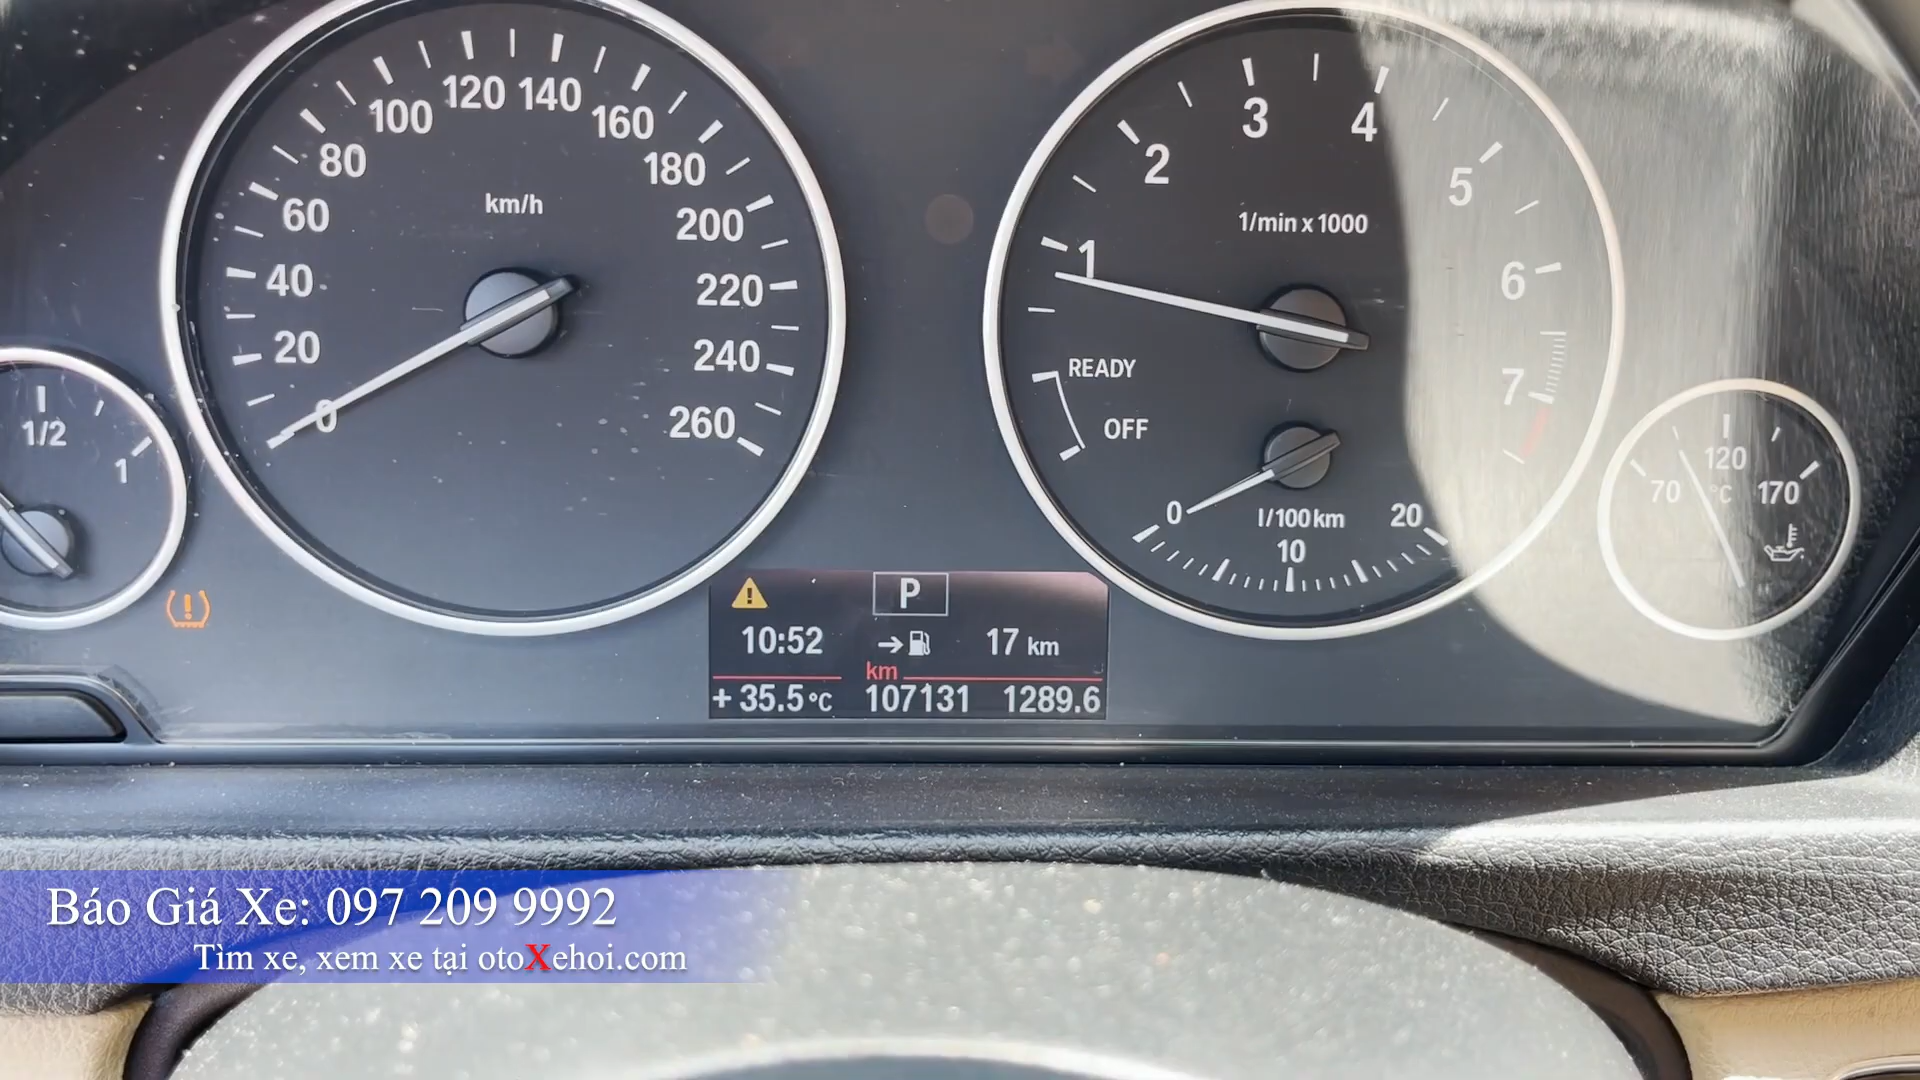 0 20 40 60 80 100 120 140 160 180 200 220 240 260
km/h
1 2 3 4 5 6 7
1/min x 1000
READY
OFF
0 10 20
l/100 km
1/2 1
70 120 170
°C
P
10:52 17 km
km
+ 35.5 °C 107131 1289.6
Báo Giá Xe: 097 209 9992
Tìm xe, xem xe tại otoXehoi.com